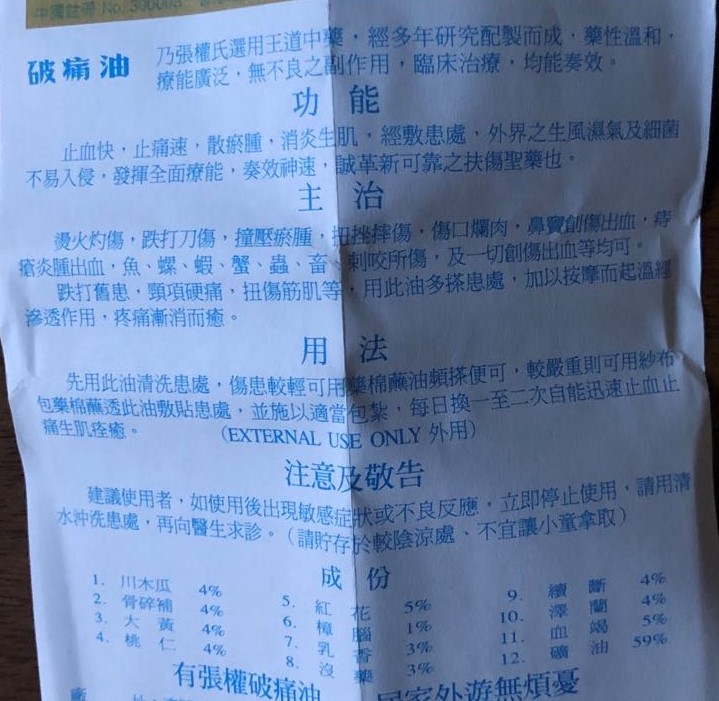 中國註冊 No. 390003
破痛油
乃張權氏選用王道中藥，經多年研究配製而成，藥性溫和，
療能廣泛，無不良之副作用，臨床治療，均能奏效。
功能
止血快，止痛速，散瘀腫，消炎生肌，經敷患處，外界之生風濕氣及細菌
不易入侵，發揮全面療能，奏效神速，誠革新可靠之扶傷聖藥也。
主治
燙火灼傷，跌打刀傷，撞壓瘀腫，扭挫摔傷，傷口爛肉，鼻竇創傷出血，痔
瘡炎腫出血，魚、螺、蝦、蟹、蟲、畜、刺咬所傷，及一切創傷出血等均可。
跌打舊患，頸項硬痛，扭傷筋肌等，用此油多搽患處，加以按摩而起溫經
滲透作用，疼痛漸消而癒。
用法
先用此油清洗患處，傷患較輕可用藥棉蘸油頻搽便可，較嚴重則可用紗布
包藥棉蘸透此油敷貼患處，並施以適當包紮，每日換一至二次自能迅速止血止
痛生肌痊癒。（EXTERNAL USE ONLY 外用）
注意及敬告
建議使用者，如使用後出現敏感症狀或不良反應，立即停止使用，請用清
水沖洗患處，再向醫生求診。（請貯存於較陰涼處、不宜讓小童拿取）
成份
1. 川木瓜 4%
2. 骨碎補 4%
3. 大黃 4%
4. 桃仁 4%
5. 紅花 5%
6. 樟腦 1%
7. 乳香 3%
8. 沒藥 3%
9. 續斷 4%
10. 澤蘭 4%
11. 血竭 5%
12. 礦油 59%
有張權破痛油 居家外游無煩憂